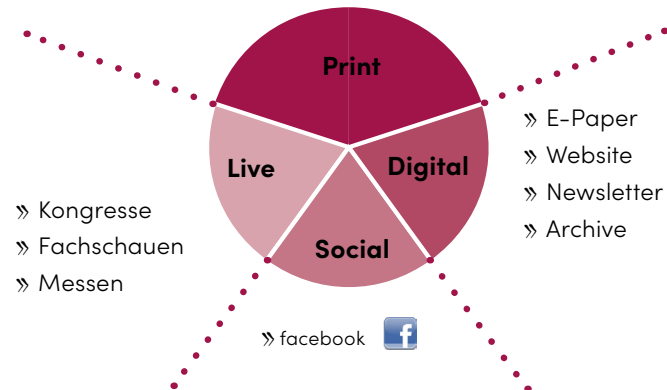 Print
Live
Digital
Social
» E-Paper
» Website
» Newsletter
» Archive
» Kongresse
» Fachschauen
» Messen
» facebook f